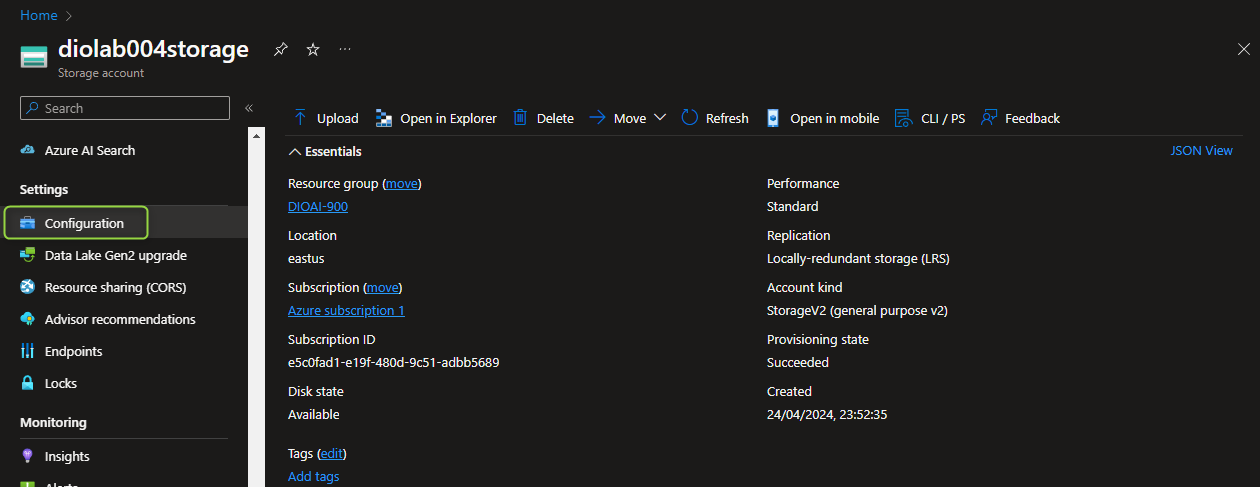 Home
diolab004storage
Storage account
Search
Upload
Open in Explorer
Delete
Move
Refresh
Open in mobile
CLI / PS
Feedback
Azure AI Search
Settings
Configuration
Data Lake Gen2 upgrade
Resource sharing (CORS)
Advisor recommendations
Endpoints
Locks
Monitoring
Insights
Alerts
Essentials
JSON View
Resource group (move)
DIOAI-900
Location
eastus
Subscription (move)
Azure subscription 1
Subscription ID
e5c0fad1-e19f-480d-9c51-adbb5689
Disk state
Available
Tags (edit)
Add tags
Performance
Standard
Replication
Locally-redundant storage (LRS)
Account kind
StorageV2 (general purpose v2)
Provisioning state
Succeeded
Created
24/04/2024, 23:52:35